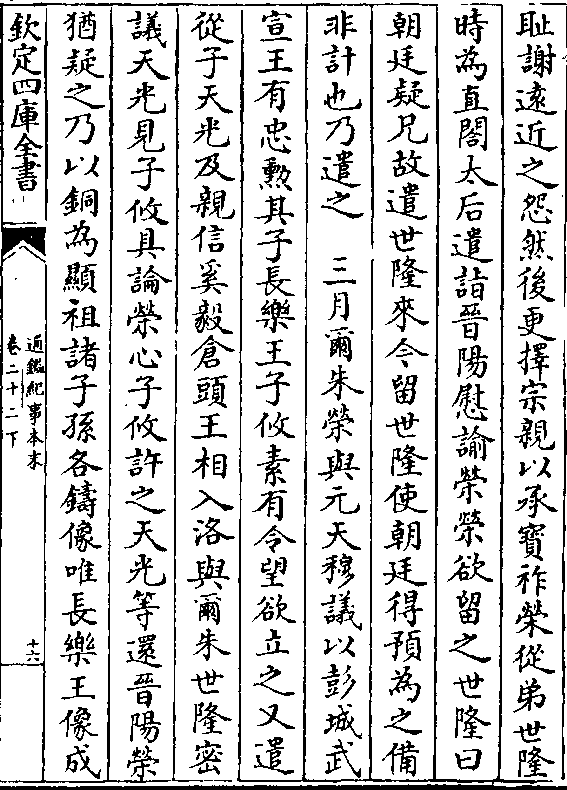 耻謝遠近之怨然後更擇宗親以承寶祚榮從弟世隆
時為直閤太后遣詣晉陽慰諭榮榮欲留之世隆曰
朝廷疑兄故遣世隆來今留世隆使朝廷得預為之備
非計也乃遣之　三月爾朱榮與元天穆議以彭城武
宣王有忠勲其子長樂王子攸素有令望欲立之又遣
從子天光及親信奚毅倉頭王相入洛與爾朱世隆密
議天光見子攸具論榮心子攸許之天光等還晉陽榮
猶疑之乃以銅為顯祖諸子孫各鑄像唯長樂王像成
欽定四庫全書
通鑑紀事本末
卷二十二下
十六